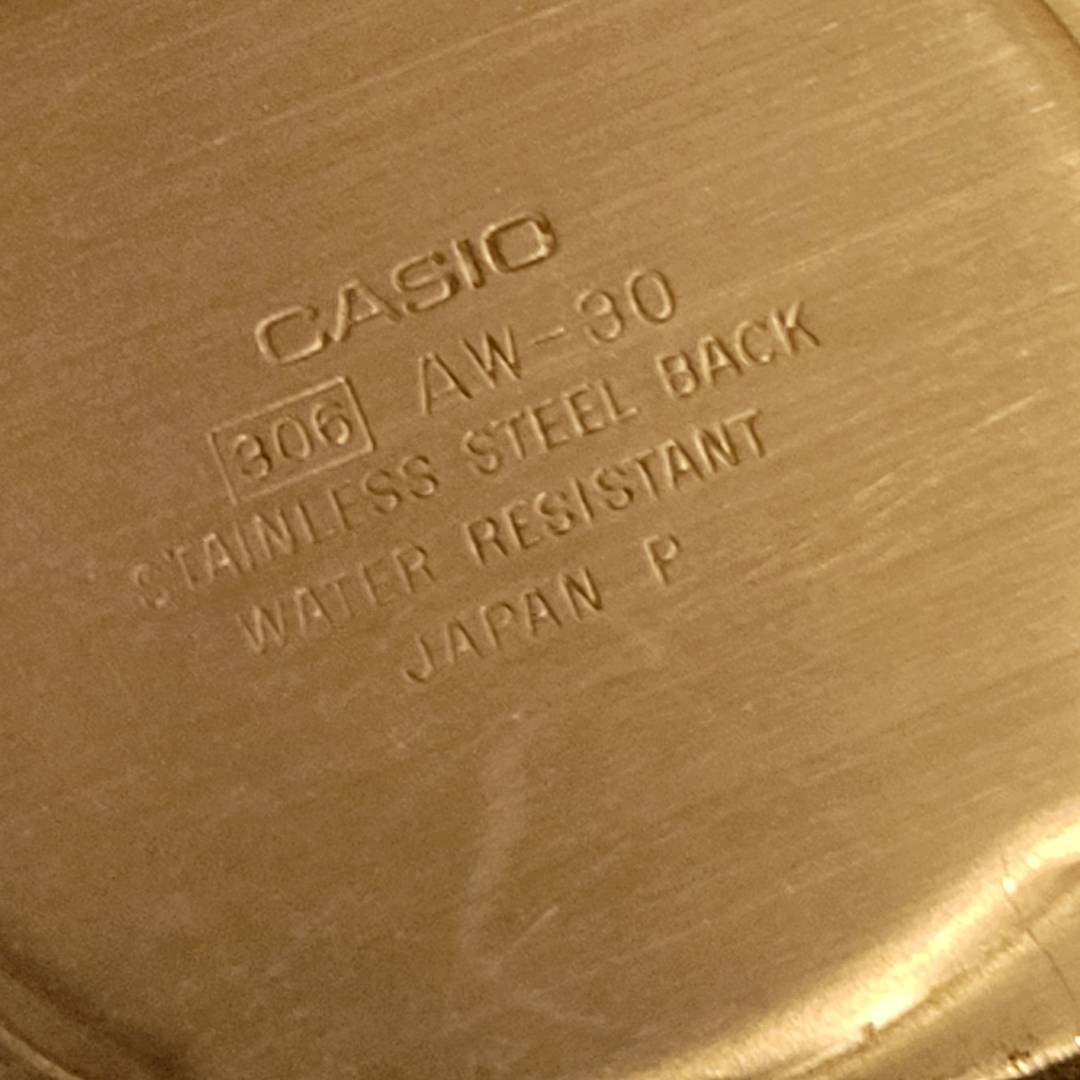 CASIO
306 AW-30
STAINLESS STEEL BACK
WATER RESISTANT
JAPAN P